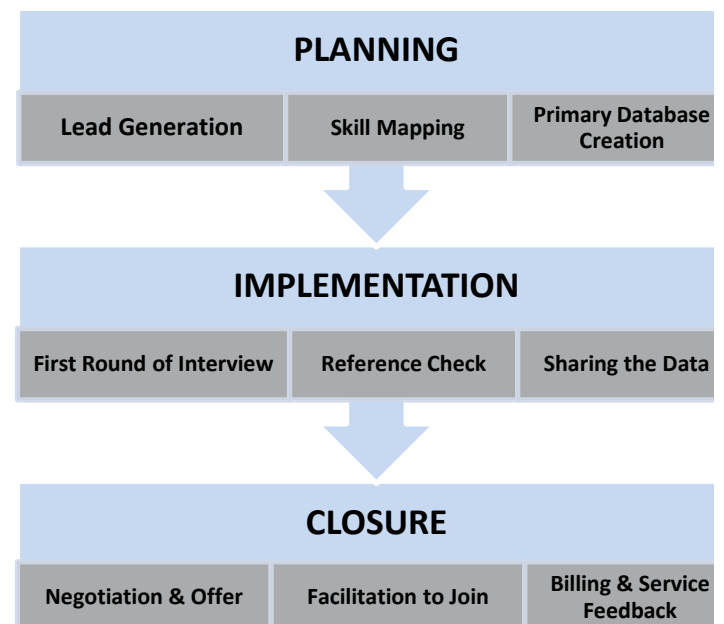 PLANNING
Lead Generation
Skill Mapping
Primary Database
Creation
IMPLEMENTATION
First Round of Interview
Reference Check
Sharing the Data
CLOSURE
Negotiation & Offer
Facilitation to Join
Billing & Service
Feedback